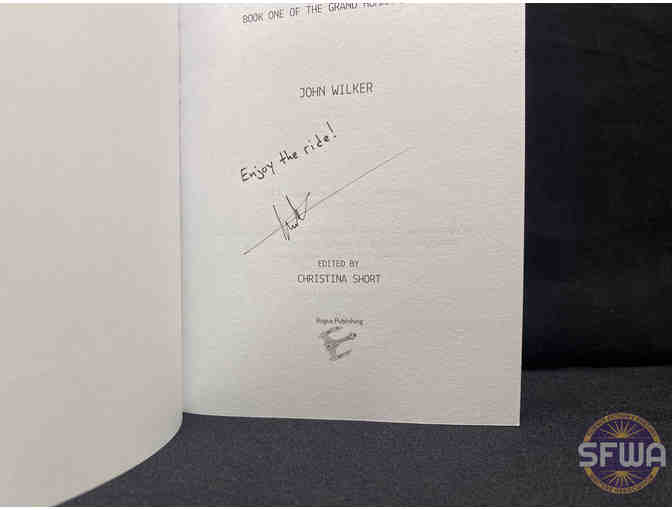 BOOK ONE OF THE GRAND
JOHN WILKER
Enjoy the ride!
EDITED BY
CHRISTINA SHORT
Rogue Publishing
SFWA